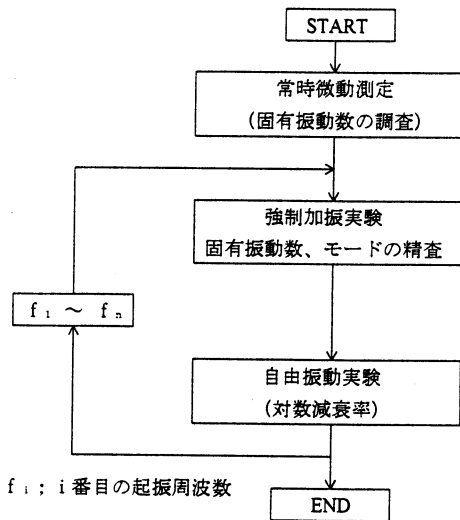 START
常時微動測定
(固有振動数の調査)
強制加振実験
固有振動数、モードの精査
f₁ ～ fₙ
自由振動実験
(対数減衰率)
fᵢ; i番目の起振周波数
END